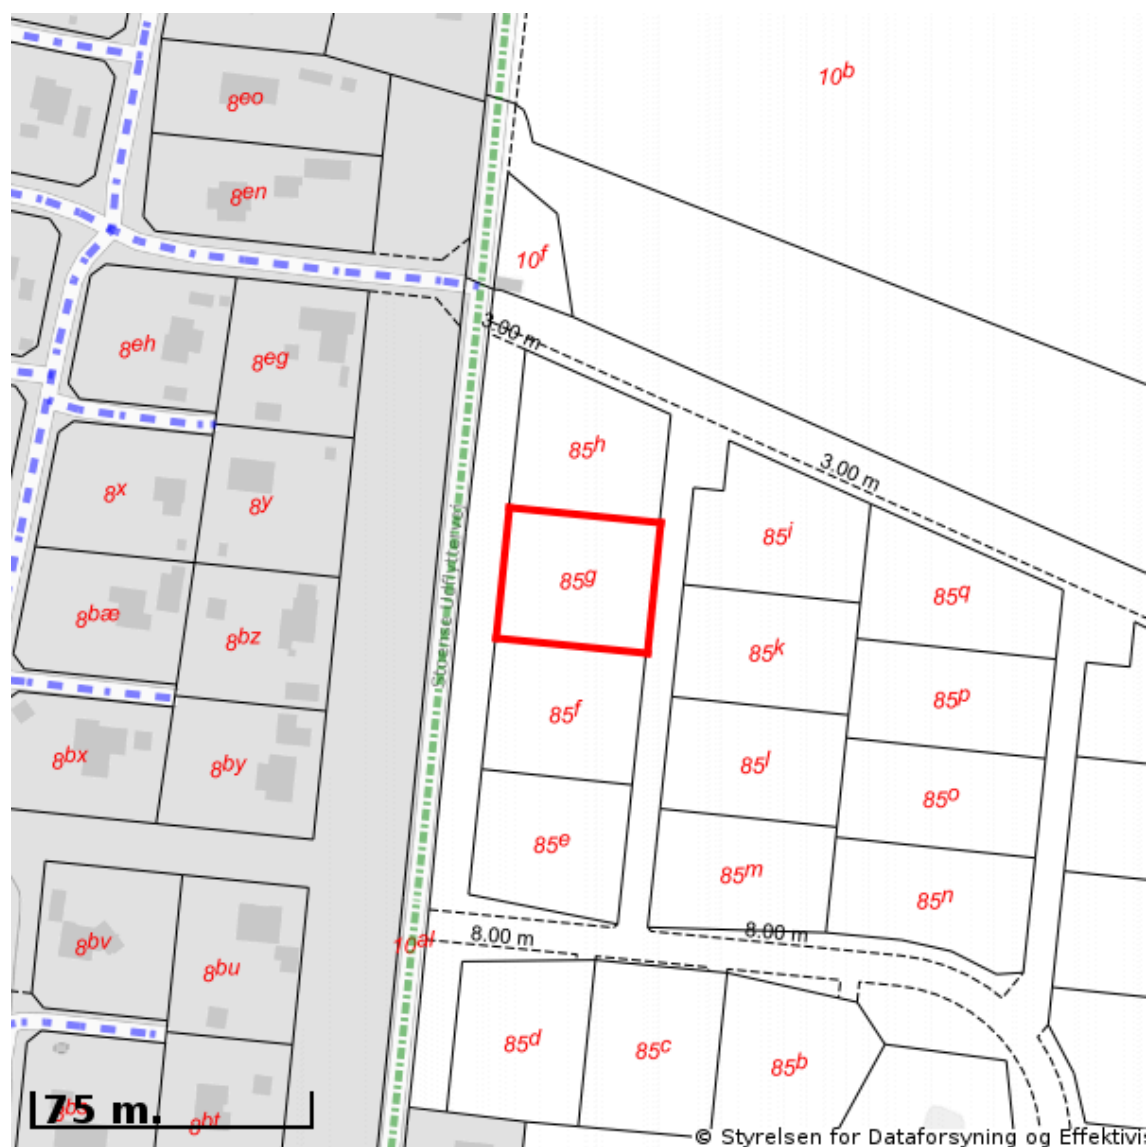 10b
8eo
8en
10f
3.00 m
8eh
8eg
85h
3.00 m
8x
8y
85i
85g
85q
8bæ
8bz
85k
85p
85f
8bx
8by
85l
85o
85e
85m
85n
8bv
8bu
10al
8.00 m
8.00 m
85d
85c
85b
75 m.
8bt
© Styrelsen for Dataforsyning og Effektivi